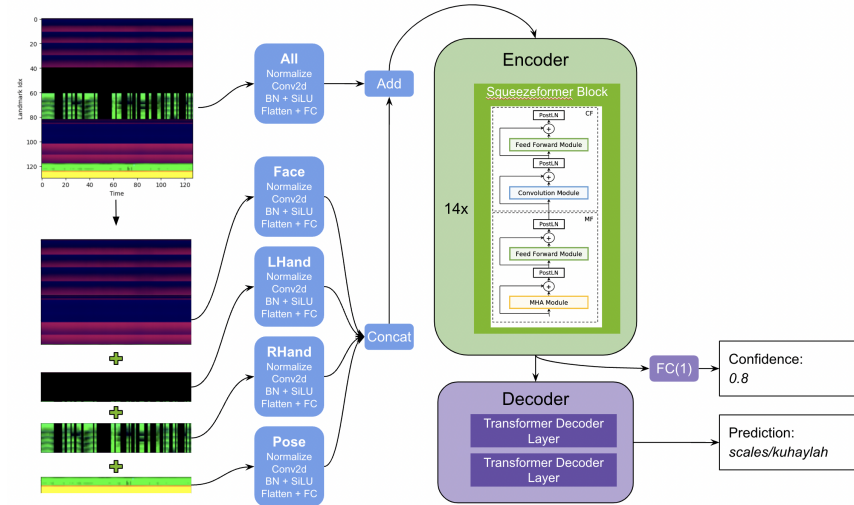 0
20
40
60
80
100
120
Landmark Idx
0 20 40 60 80 100 120
Time
All
Normalize
Conv2d
BN + SiLU
Flatten + FC
Add
Face
Normalize
Conv2d
BN + SiLU
Flatten + FC
LHand
Normalize
Conv2d
BN + SiLU
Flatten + FC
RHand
Normalize
Conv2d
BN + SiLU
Flatten + FC
Pose
Normalize
Conv2d
BN + SiLU
Flatten + FC
Concat
Encoder
Squeezeformer Block
14x
CF
PostLN
Feed Forward Module
PostLN
Convolution Module
MF
PostLN
Feed Forward Module
PostLN
MHA Module
FC(1)
Confidence:
0.8
Decoder
Transformer Decoder
Layer
Transformer Decoder
Layer
Prediction:
scales/kuhaylah